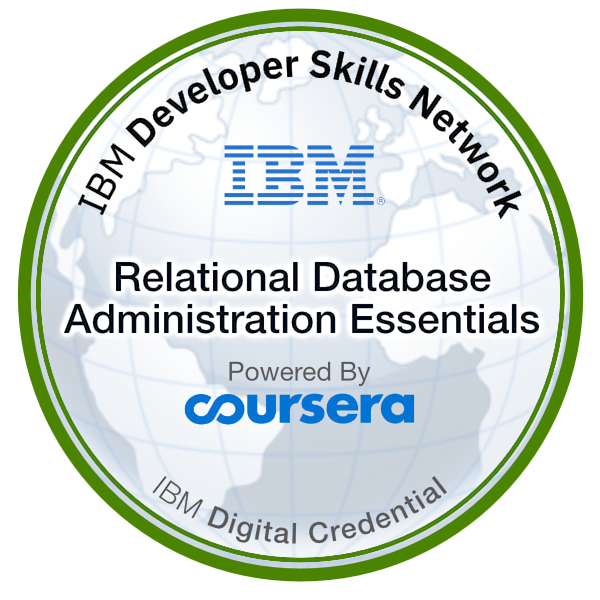 IBM Developer Skills Network
IBM®
Relational Database
Administration Essentials
Powered By
coursera
IBM Digital Credential